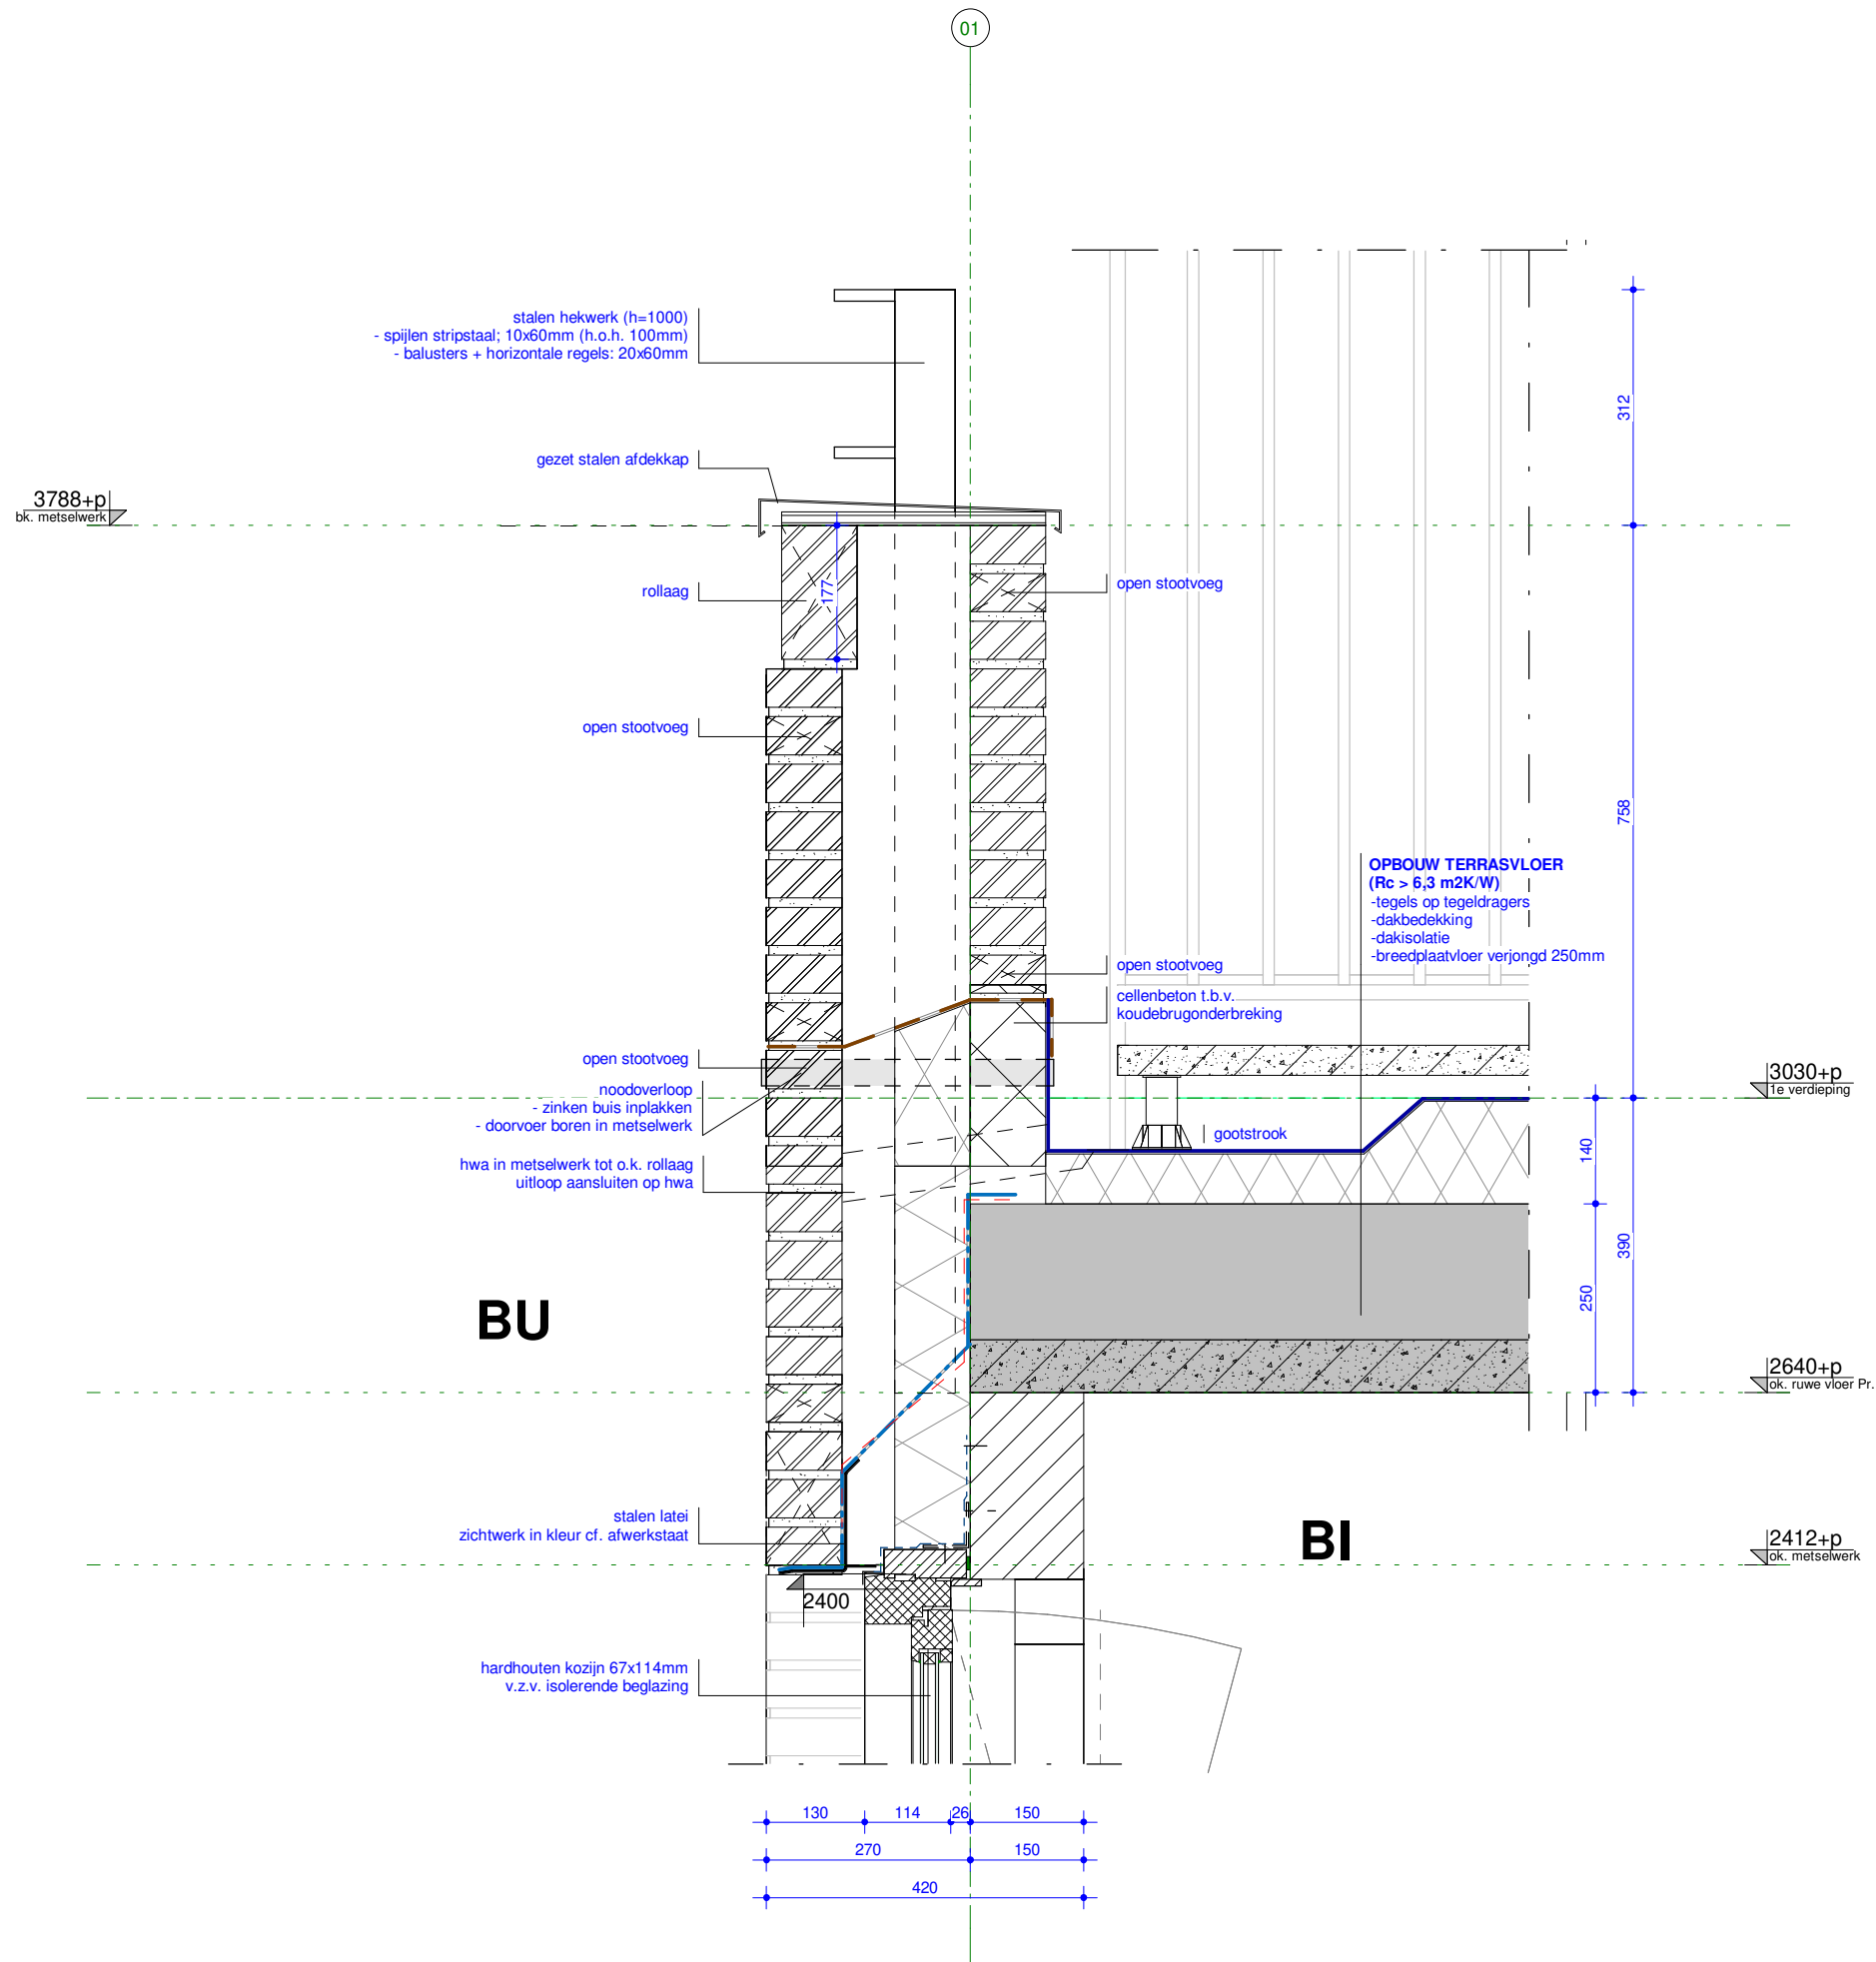 01
stalen hekwerk (h=1000)
- spijlen stripstaal; 10x60mm (h.o.h. 100mm)
- balusters + horizontale regels: 20x60mm
312
gezet stalen afdekkap
3788+p
bk. metselwerk
rollaag
177
open stootvoeg
open stootvoeg
758
OPBOUW TERRASVLOER
(Rc > 6,3 m2K/W)
-tegels op tegeldragers
-dakbedekking
-dakisolatie
-breedplaatvloer verjongd 250mm
open stootvoeg
cellenbeton t.b.v.
koudebrugonderbreking
open stootvoeg
noodoverloop
- zinken buis inplakken
- doorvoer boren in metselwerk
3030+p
1e verdieping
gootstrook
140
hwa in metselwerk tot o.k. rollaag
uitloop aansluiten op hwa
390
250
BU
2640+p
ok. ruwe vloer Pr.
stalen latei
zichtwerk in kleur cf. afwerkstaat
BI
2412+p
ok. metselwerk
2400
hardhouten kozijn 67x114mm
v.z.v. isolerende beglazing
130
114
26
150
270
150
420